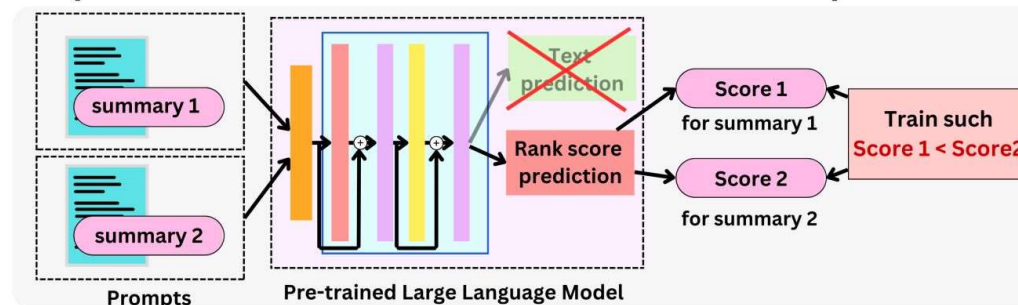 summary 1
summary 2
Prompts
Text
prediction
Rank score
prediction
Pre-trained Large Language Model
Score 1
for summary 1
Score 2
for summary 2
Train such
Score 1 < Score2